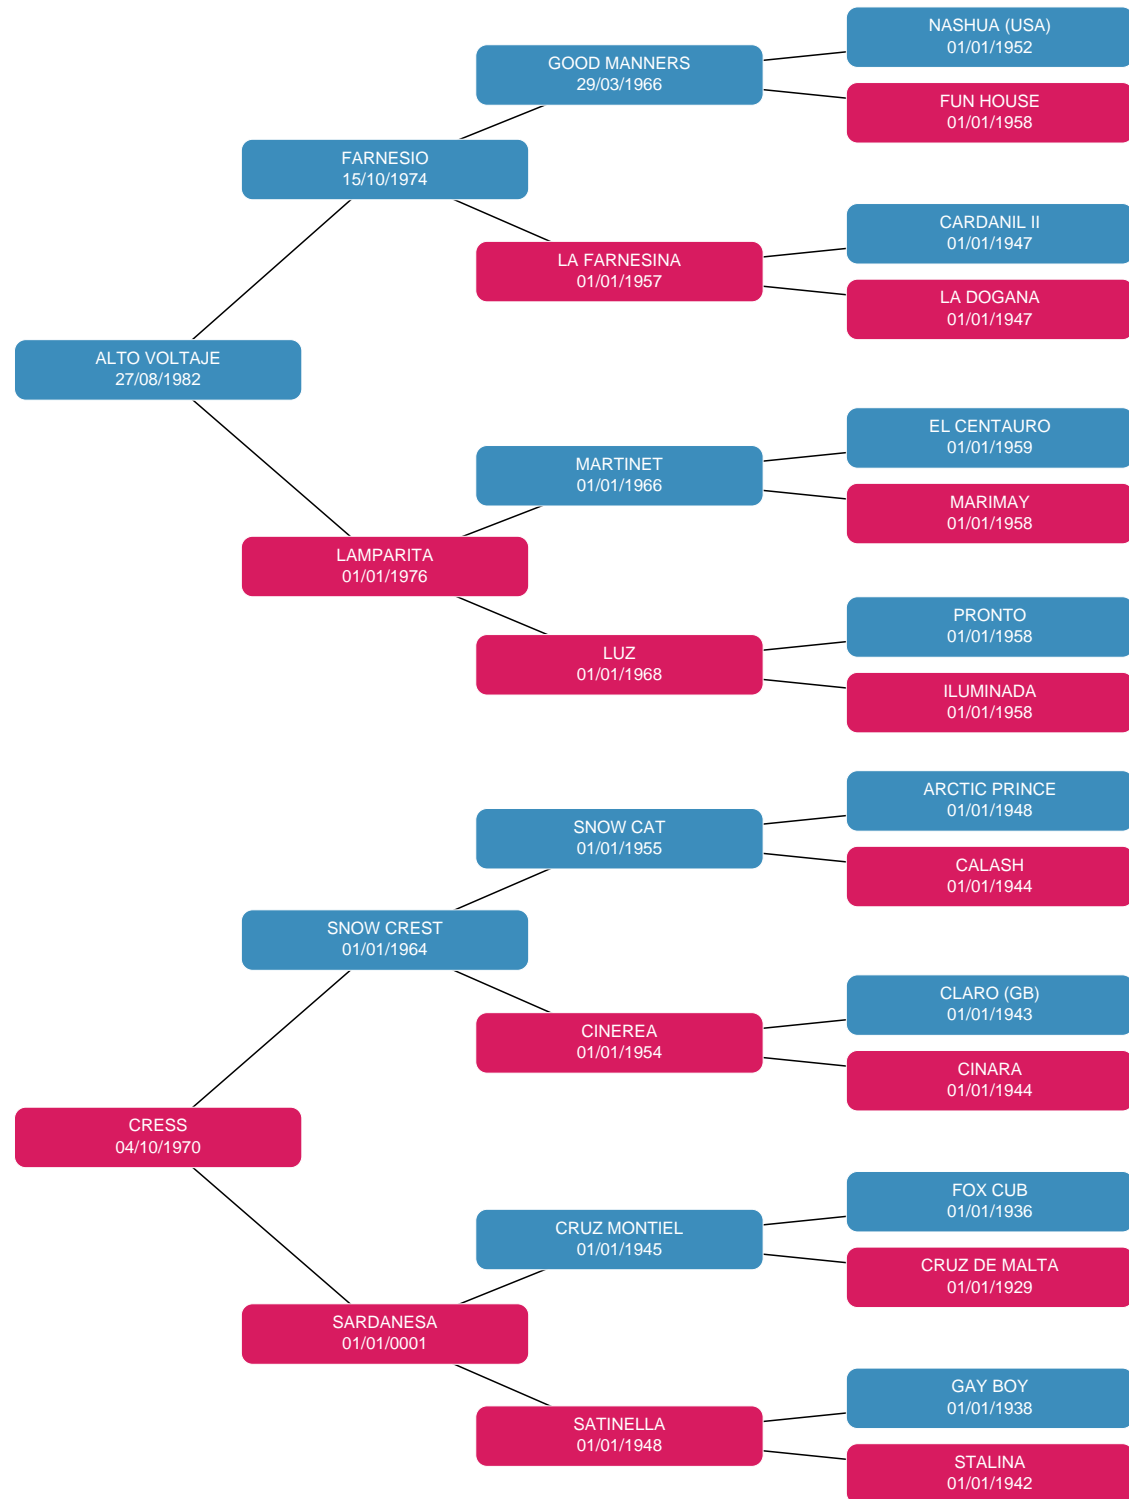 NASHUA (USA)
01/01/1952
GOOD MANNERS
29/03/1966
FUN HOUSE
01/01/1958
FARNESIO
15/10/1974
CARDANIL II
01/01/1947
LA FARNESINA
01/01/1957
LA DOGANA
01/01/1947
ALTO VOLTAJE
27/08/1982
EL CENTAURO
01/01/1959
MARTINET
01/01/1966
MARIMAY
01/01/1958
LAMPARITA
01/01/1976
PRONTO
01/01/1958
LUZ
01/01/1968
ILUMINADA
01/01/1958
ARCTIC PRINCE
01/01/1948
SNOW CAT
01/01/1955
CALASH
01/01/1944
SNOW CREST
01/01/1964
CLARO (GB)
01/01/1943
CINEREA
01/01/1954
CINARA
01/01/1944
CRESS
04/10/1970
FOX CUB
01/01/1936
CRUZ MONTIEL
01/01/1945
CRUZ DE MALTA
01/01/1929
SARDANESA
01/01/0001
GAY BOY
01/01/1938
SATINELLA
01/01/1948
STALINA
01/01/1942